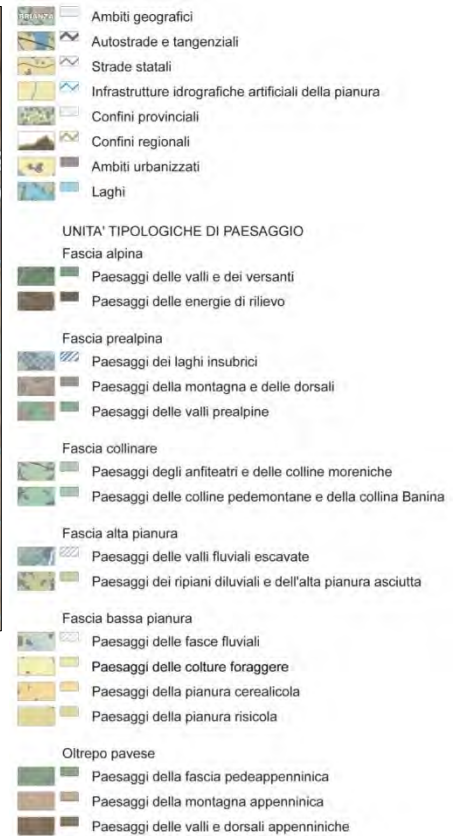 BRIANZA
Ambiti geografici
Autostrade e tangenziali
Strade statali
Infrastrutture idrografiche artificiali della pianura
Confini provinciali
Confini regionali
Ambiti urbanizzati
Laghi
UNITA' TIPOLOGICHE DI PAESAGGIO
Fascia alpina
Paesaggi delle valli e dei versanti
Paesaggi delle energie di rilievo
Fascia prealpina
Paesaggi dei laghi insubrici
Paesaggi della montagna e delle dorsali
Paesaggi delle valli prealpine
Fascia collinare
Paesaggi degli anfiteatri e delle colline moreniche
Paesaggi delle colline pedemontane e della collina Banina
Fascia alta pianura
Paesaggi delle valli fluviali escavate
Paesaggi dei ripiani diluviali e dell'alta pianura asciutta
Fascia bassa pianura
Paesaggi delle fasce fluviali
Paesaggi delle colture foraggere
Paesaggi della pianura cerealicola
Paesaggi della pianura risicola
Oltrepo pavese
Paesaggi della fascia pedeappenninica
Paesaggi della montagna appenninica
Paesaggi delle valli e dorsali appenniniche